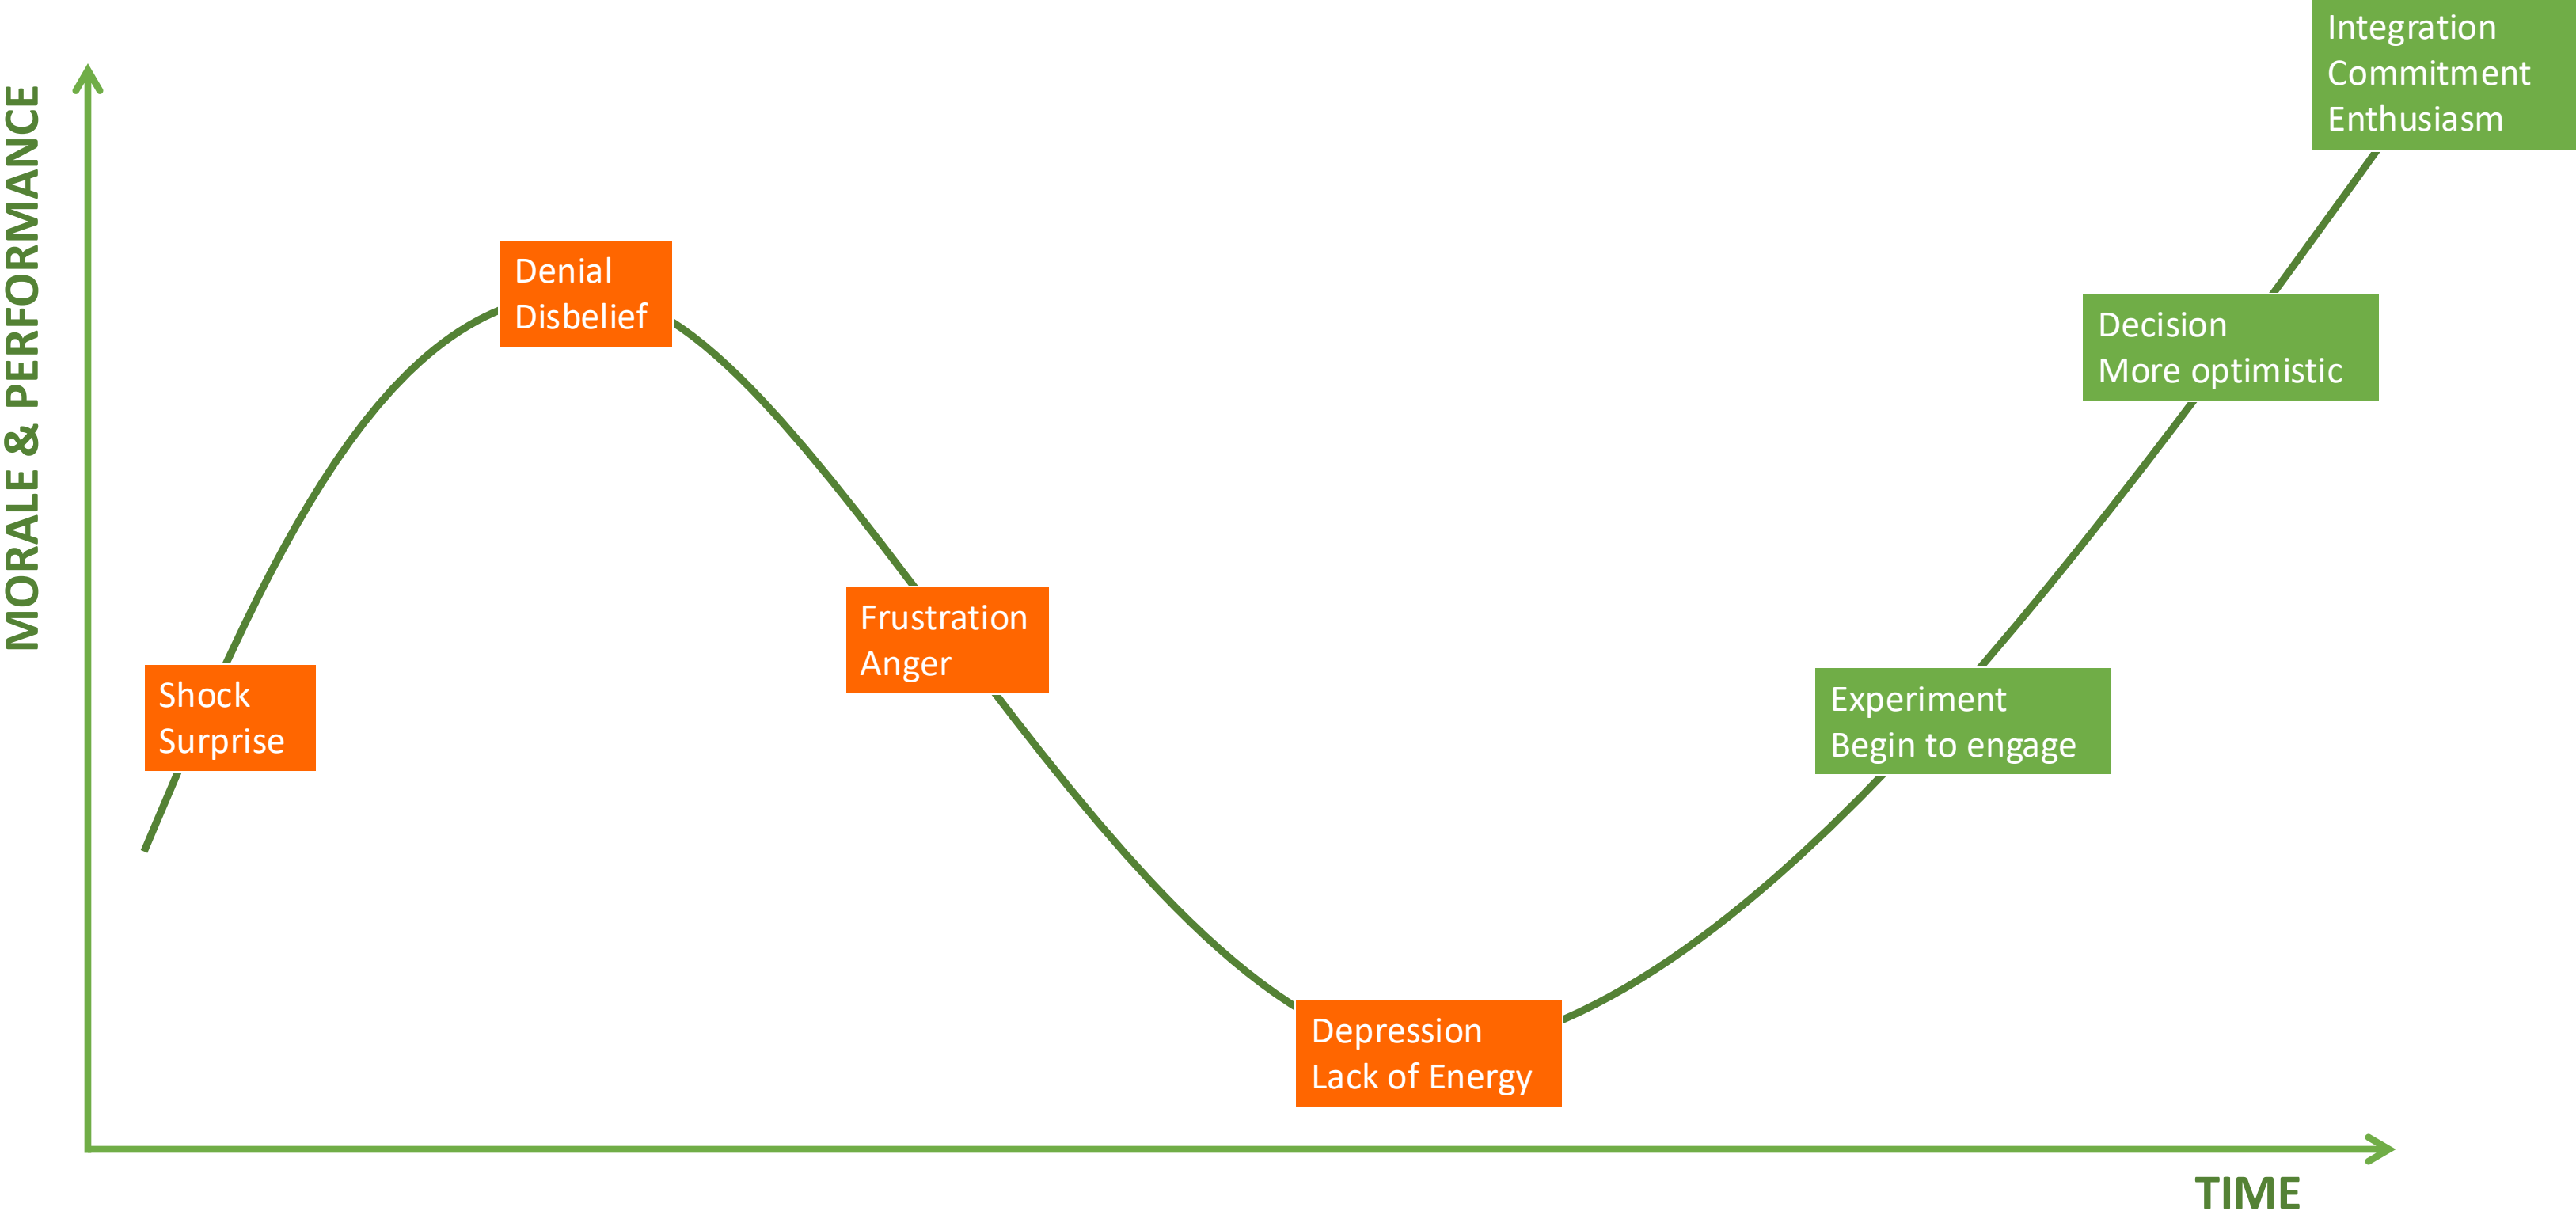 MORALE & PERFORMANCE
Shock
Surprise
Denial
Disbelief
Frustration
Anger
Depression
Lack of Energy
Experiment
Begin to engage
Decision
More optimistic
Integration
Commitment
Enthusiasm
TIME